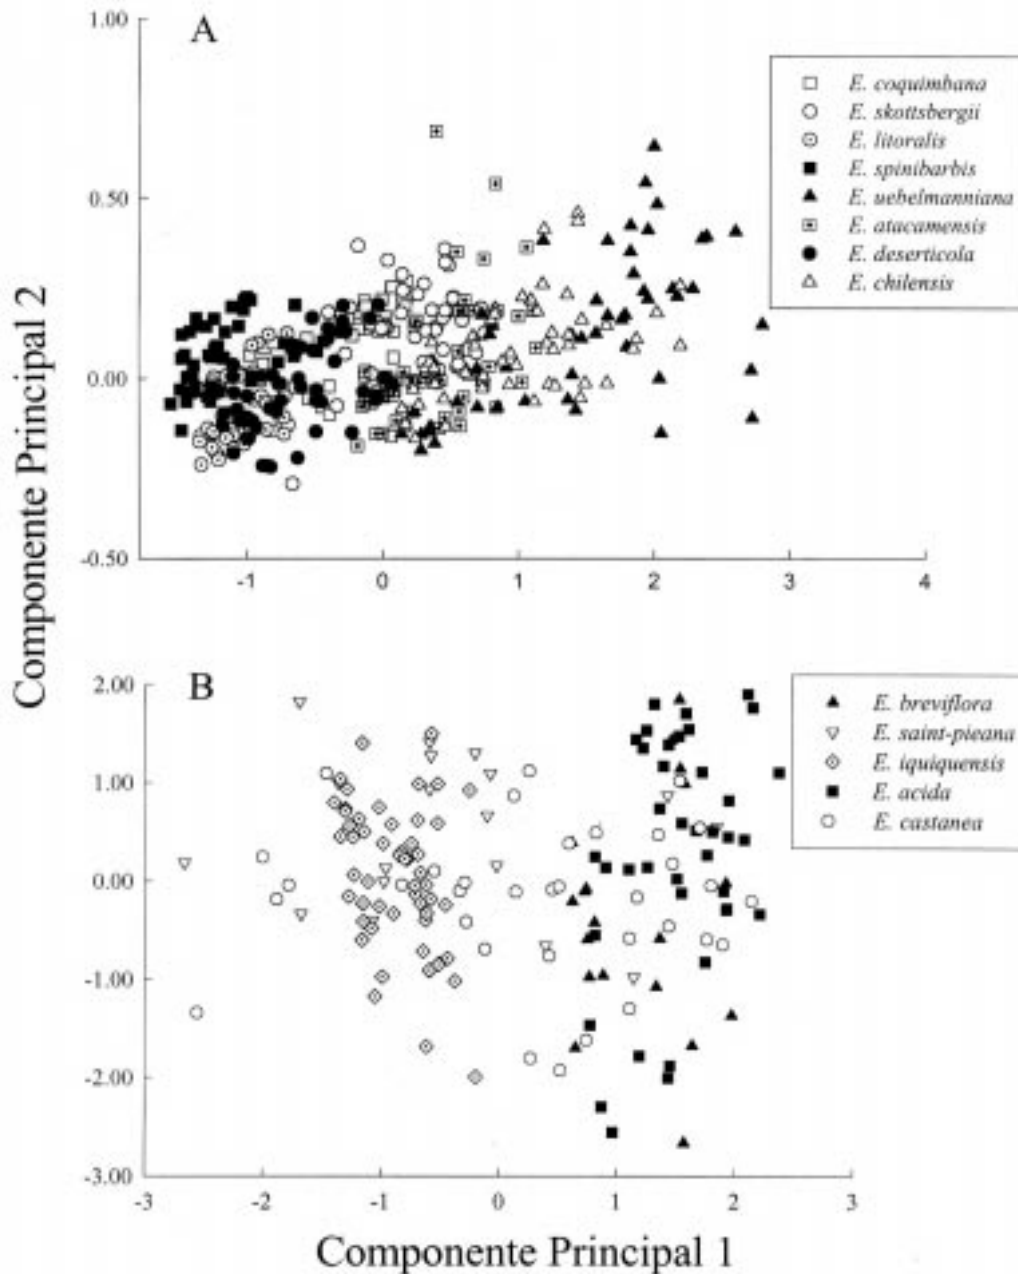 A
1.00
0.50
0.00
-0.50
-1
0
1
2
3
4
E. coquimbana
E. skottsbergii
E. litoralis
E. spinibarbis
E. uebelmanniana
E. atacamensis
E. deserticola
E. chilensis
Componente Principal 2
B
2.00
1.00
0.00
-1.00
-2.00
-3.00
-3
-2
-1
0
1
2
3
E. breviflora
E. saint-pieana
E. iquiquensis
E. acida
E. castanea
Componente Principal 1